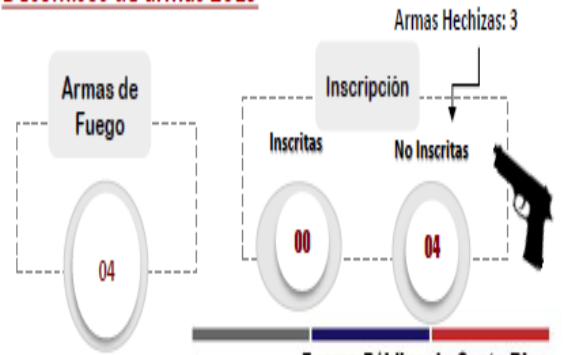 Armas Hechizas: 3
Armas de
Fuego
Inscripción
Inscritas
No Inscritas
04
00
04